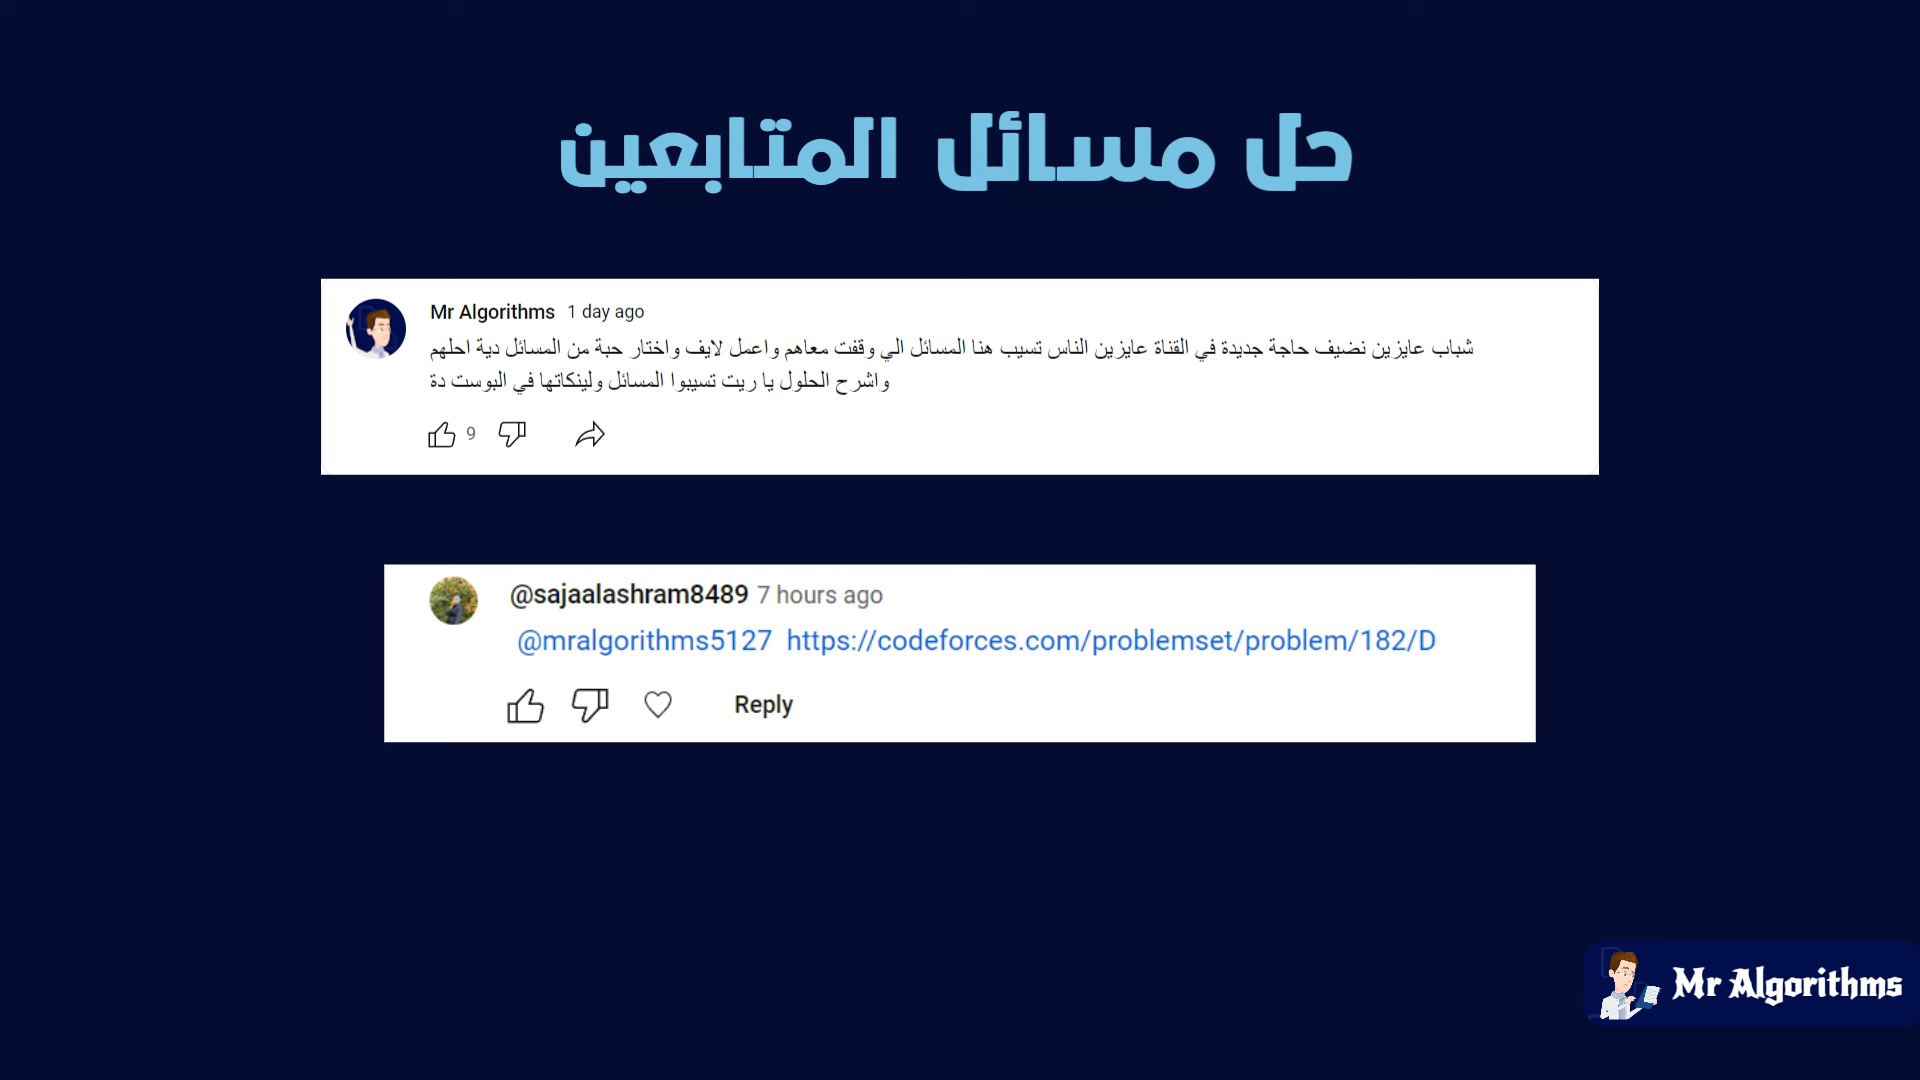 حل مسائل المتابعين
Mr Algorithms 1 day ago
شباب عايزين نضيف حاجة جديدة في القناة عايزين الناس تسيب هنا المسائل الي وقفت معاهم واعمل لايف واختار حبة من المسائل دية احلهم
واشرح الحلول يا ريت تسيبوا المسائل ولينكاتها في البوست دة
9
@sajaalashram8489 7 hours ago
@mralgorithms5127 https://codeforces.com/problemset/problem/182/D
Reply
Mr Algorithms